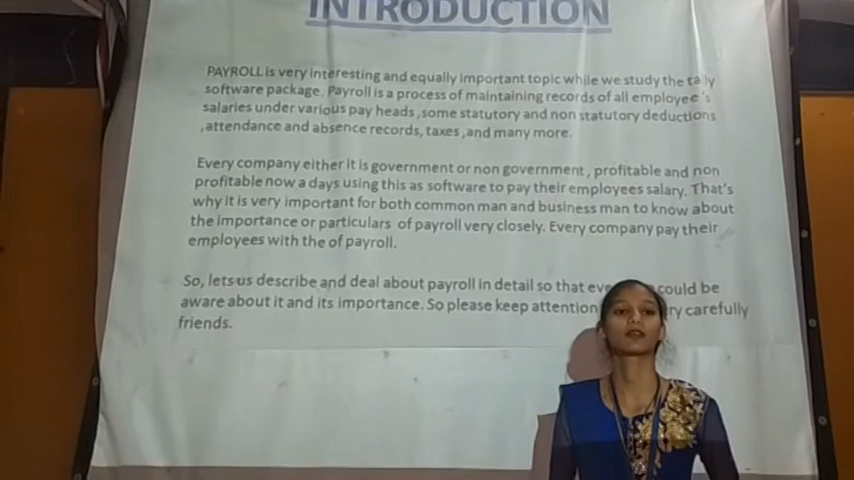 INTRODUCTION
PAYROLL is very interesting and equally important topic while we study the tally
software package. Payroll is a process of maintaining records of all employee's
salaries under various pay heads ,some statutory and non statutory deductions
,attendance and absence records, taxes ,and many more.
Every company either it is government or non government , profitable and non
profitable now a days using this as software to pay their employees salary. That's
why it is very important for both common man and business man to know about
the importance or particulars of payroll very closely. Every company pay their
employees with the of payroll.
So, lets us describe and deal about payroll in detail so that could be
aware about it and its importance. So please keep attention carefully
friends.